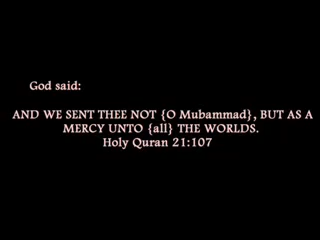 God said:
AND WE SENT THEE NOT {O Muhammad}, BUT AS A
MERCY UNTO {all} THE WORLDS.
Holy Quran 21:107